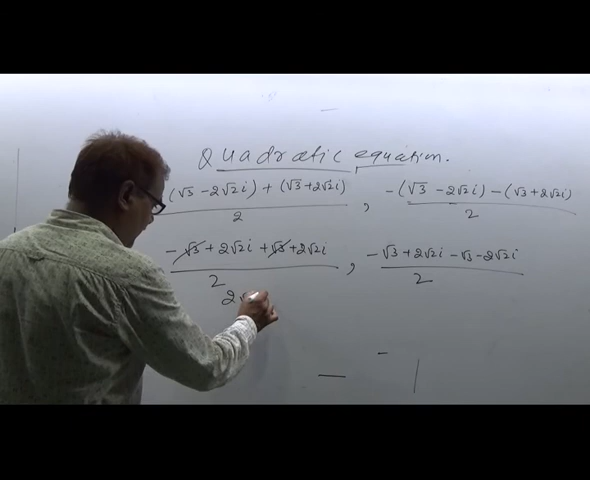 Quadratic equation.
(√3 - 2√2i) + (√3 + 2√2i) / 2 , -(√3 - 2√2i) - (√3 + 2√2i) / 2
-√3 + 2√2i + √3 + 2√2i / 2 , -√3 + 2√2i - √3 - 2√2i / 2
2